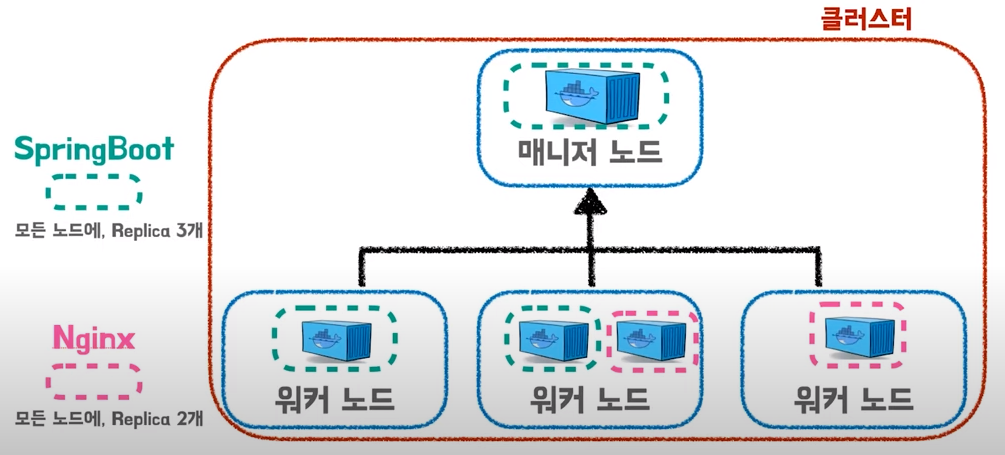 클러스터
매니저 노드
SpringBoot
모든 노드에, Replica 3개
Nginx
모든 노드에, Replica 2개
워커 노드
워커 노드
워커 노드